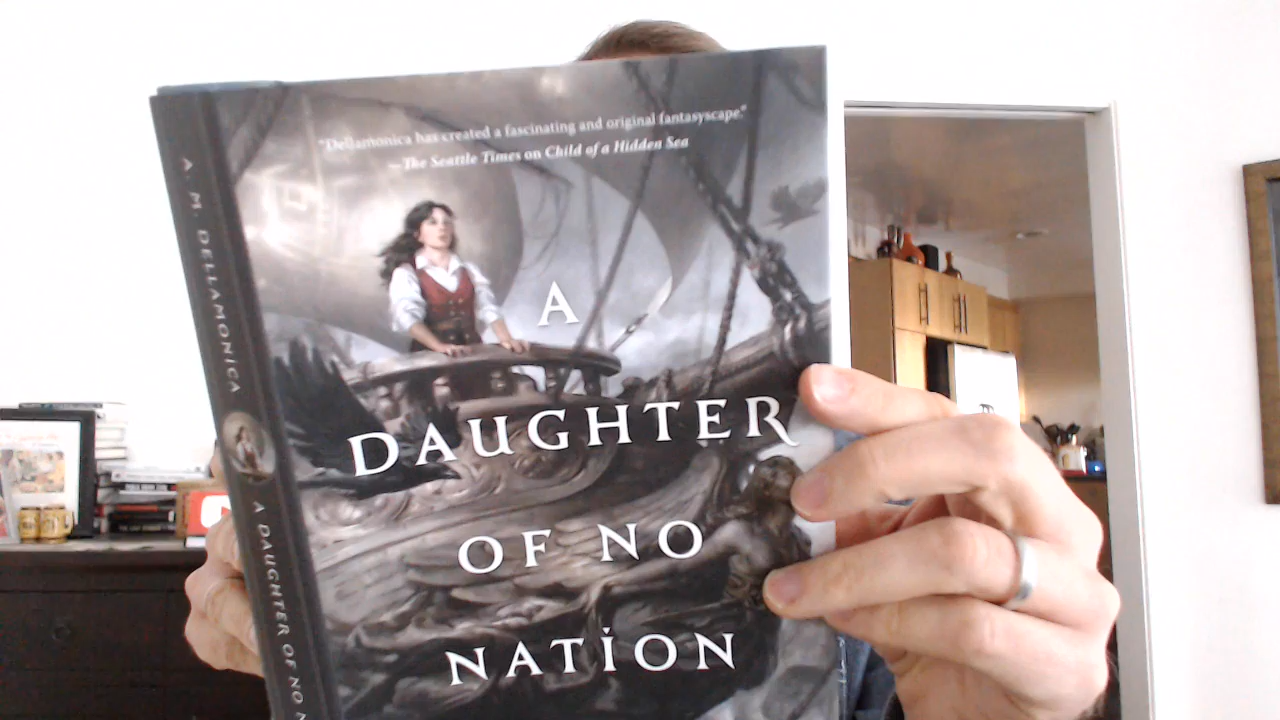 "Dellamonica has created a fascinating and original fantasyscape."
—The Seattle Times on Child of a Hidden Sea
A
DAUGHTER
OF NO
NATION
A. M. DELLAMONICA
A DAUGHTER OF NO N